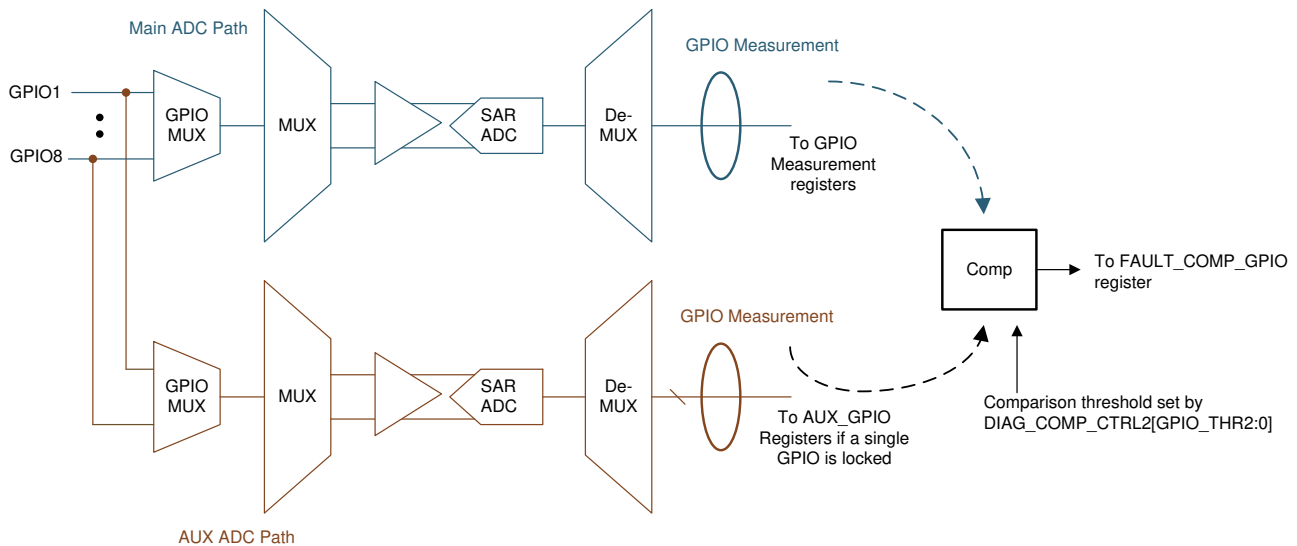 Main ADC Path
GPIO Measurement
GPIO1
GPIO8
GPIO
MUX
MUX
SAR
ADC
De-
MUX
To GPIO
Measurement
registers
Comp
To FAULT_COMP_GPIO
register
GPIO Measurement
GPIO
MUX
MUX
SAR
ADC
De-
MUX
To AUX_GPIO
Registers if a single
GPIO is locked
Comparison threshold set by
DIAG_COMP_CTRL2[GPIO_THR2:0]
AUX ADC Path